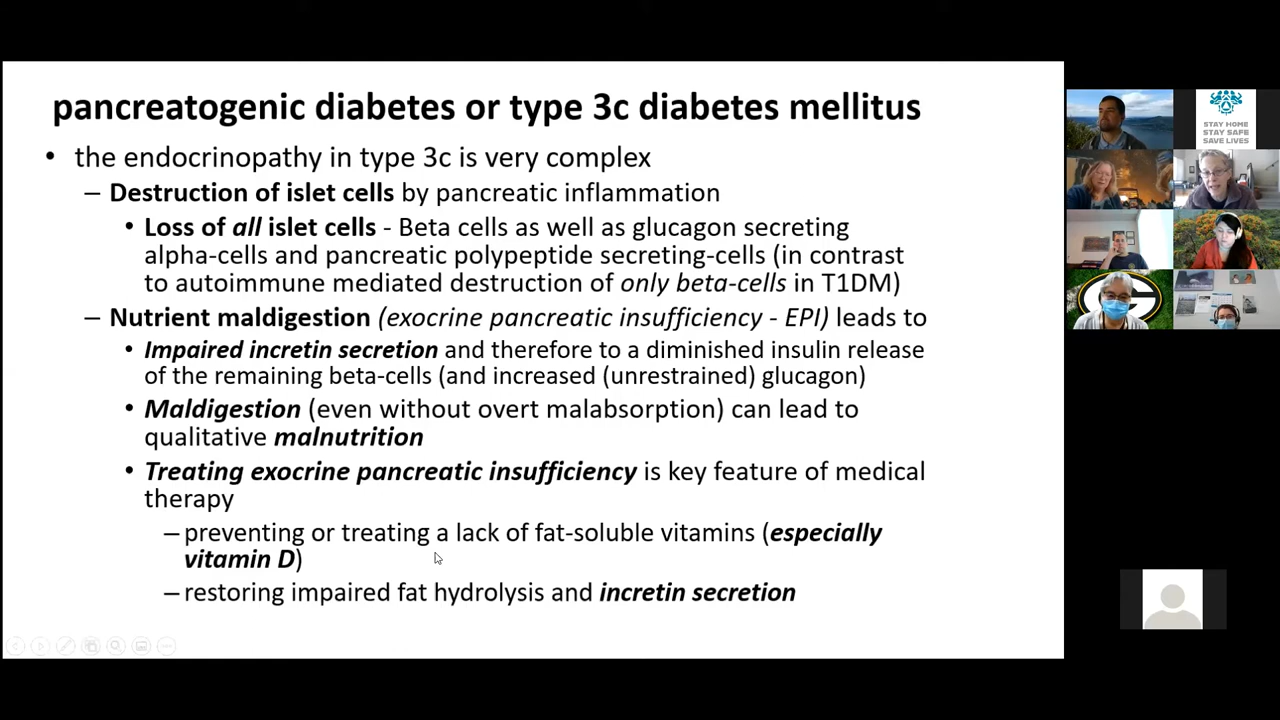 pancreatogenic diabetes or type 3c diabetes mellitus
• the endocrinopathy in type 3c is very complex
– Destruction of islet cells by pancreatic inflammation
• Loss of all islet cells - Beta cells as well as glucagon secreting
alpha-cells and pancreatic polypeptide secreting-cells (in contrast
to autoimmune mediated destruction of only beta-cells in T1DM)
– Nutrient maldigestion (exocrine pancreatic insufficiency - EPI) leads to
• Impaired incretin secretion and therefore to a diminished insulin release
of the remaining beta-cells (and increased (unrestrained) glucagon)
• Maldigestion (even without overt malabsorption) can lead to
qualitative malnutrition
• Treating exocrine pancreatic insufficiency is key feature of medical
therapy
– preventing or treating a lack of fat-soluble vitamins (especially
vitamin D)
– restoring impaired fat hydrolysis and incretin secretion
STAY HOME
STAY SAFE
SAVE LIVES
G